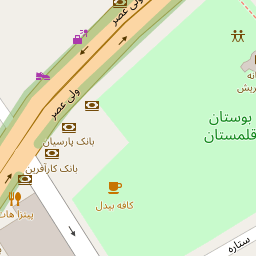 ولی عصر
ولی عصر
بوستان
قلمستان
بانک پارسیان
بانک کارآفرین
کافه بیدل
پیتزا هات
ستاره